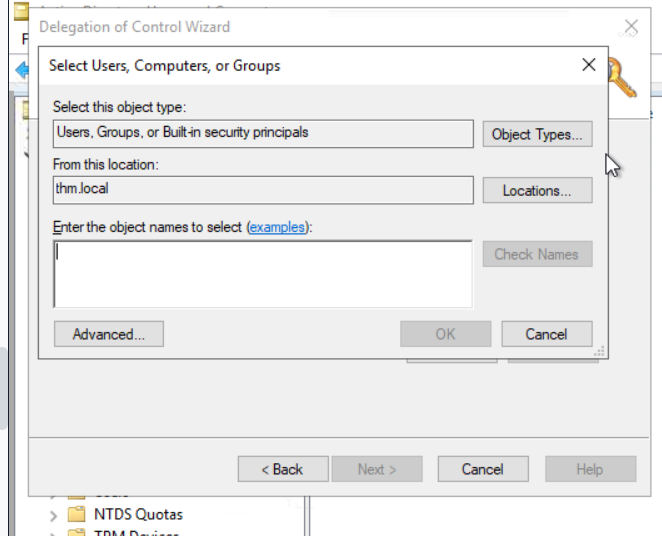 Delegation of Control Wizard
Select Users, Computers, or Groups
Select this object type:
Users, Groups, or Built-in security principals
Object Types...
From this location:
thm.local
Locations...
Enter the object names to select (examples):
Check Names
Advanced...
OK
Cancel
< Back
Next >
Cancel
Help
NTDS Quotas